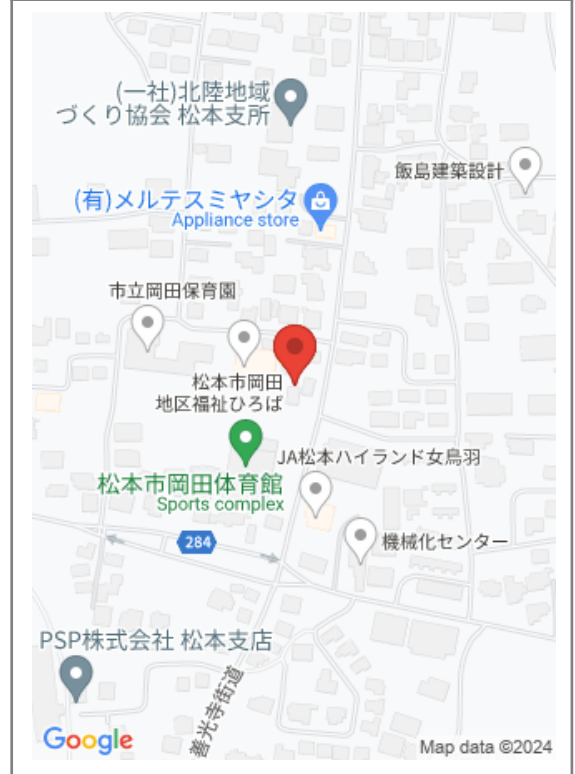 (一社)北陸地域
づくり協会 松本支所
飯島建築設計
(有)メルテスミヤシタ
Appliance store
市立岡田保育園
松本市岡田
地区福祉ひろば
JA松本ハイランド女鳥羽
松本市岡田体育館
Sports complex
284
機械化センター
PSP株式会社 松本支店
善光寺街道
Google
Map data ©2024